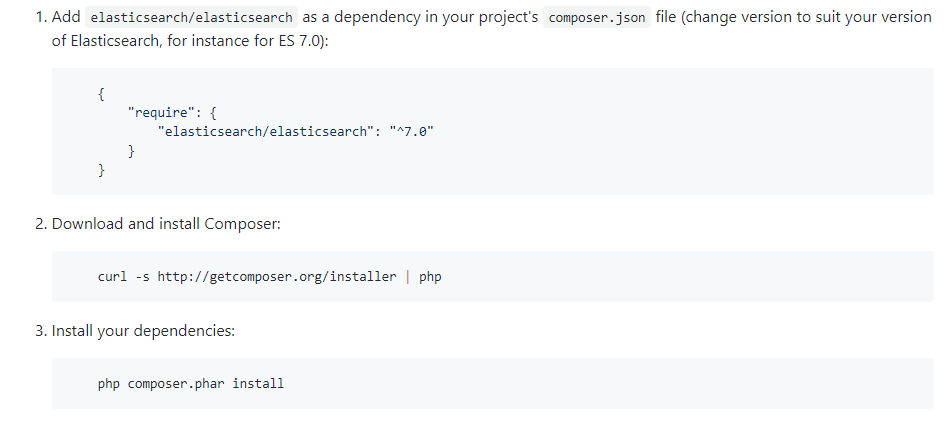 1. Add elasticsearch/elasticsearch as a dependency in your project's composer.json file (change version to suit your version
of Elasticsearch, for instance for ES 7.0):
{
"require": {
"elasticsearch/elasticsearch": "^7.0"
}
}
2. Download and install Composer:
curl -s http://getcomposer.org/installer | php
3. Install your dependencies:
php composer.phar install